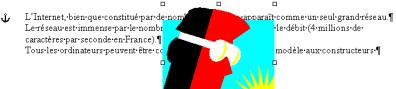 L'Internet, bien que constitué par de nom apparaît comme un seul grand réseau.¶
Le réseau est immense par le nombre le débit (4 millions de
caractères par seconde en France).¶
Tous les ordinateurs peuvent être co modèle aux constructeurs ¶